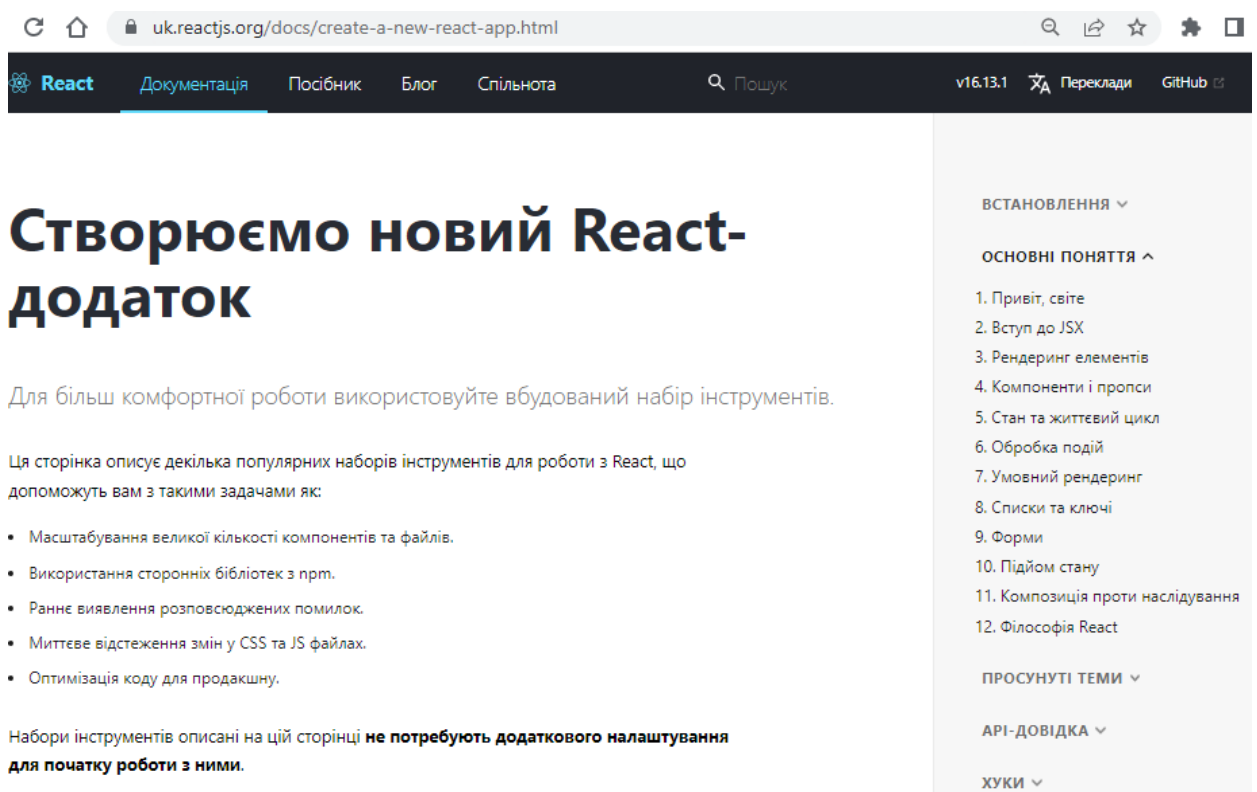 uk.reactjs.org/docs/create-a-new-react-app.html
React Документація Посібник Блог Спільнота Пошук v16.13.1 Переклади GitHub
Створюємо новий React-
додаток
Для більш комфортної роботи використовуйте вбудований набір інструментів.
Ця сторінка описує декілька популярних наборів інструментів для роботи з React, що
допоможуть вам з такими задачами як:
• Масштабування великої кількості компонентів та файлів.
• Використання сторонніх бібліотек з npm.
• Раннє виявлення розповсюджених помилок.
• Миттєве відстеження змін у CSS та JS файлах.
• Оптимізація коду для продакшну.
Набори інструментів описані на цій сторінці не потребують додаткового налаштування
для початку роботи з ними.
ВСТАНОВЛЕННЯ
ОСНОВНІ ПОНЯТТЯ
1. Привіт, світе
2. Вступ до JSX
3. Рендеринг елементів
4. Компоненти і пропси
5. Стан та життєвий цикл
6. Обробка подій
7. Умовний рендеринг
8. Списки та ключі
9. Форми
10. Підйом стану
11. Композиція проти наслідування
12. Філософія React
ПРОСУНУТІ ТЕМИ
API-ДОВІДКА
ХУКИ